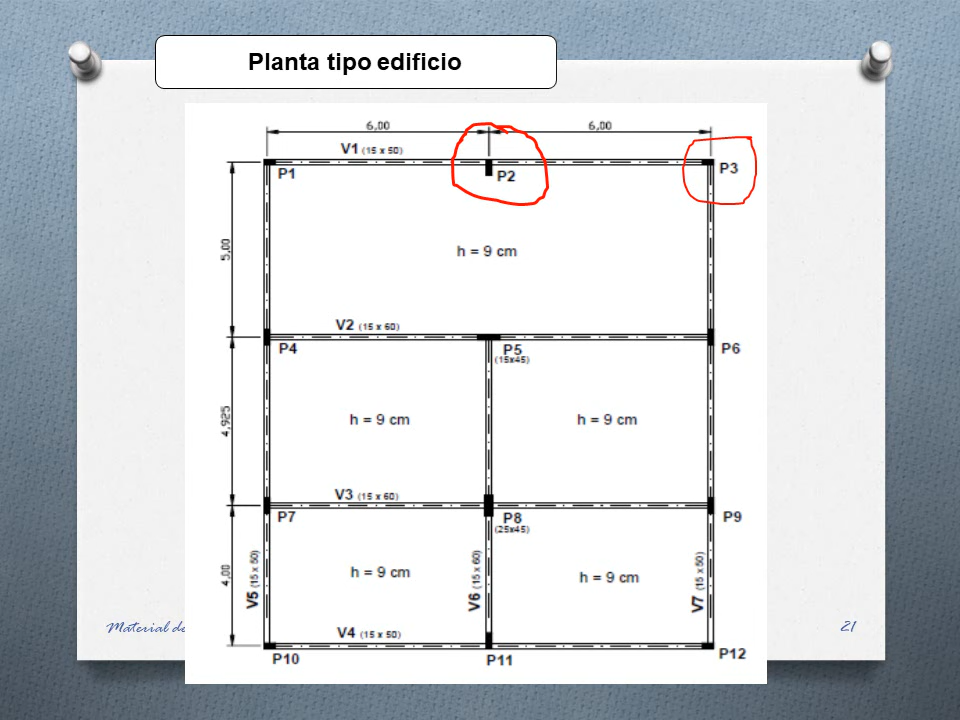 Planta tipo edificio
6,00 6,00
V1 (15 x 50)
P1 P2 P3
5,00
h = 9 cm
V2 (15 x 60)
P4 P5 P6
(15x45)
4,925
h = 9 cm h = 9 cm
V3 (15 x 60)
P7 P8 P9
(25x45)
4,00
h = 9 cm h = 9 cm
V5 (15 x 50) V6 (15 x 60) V7 (15 x 50)
V4 (15 x 50)
P10 P11 P12
Material de
21